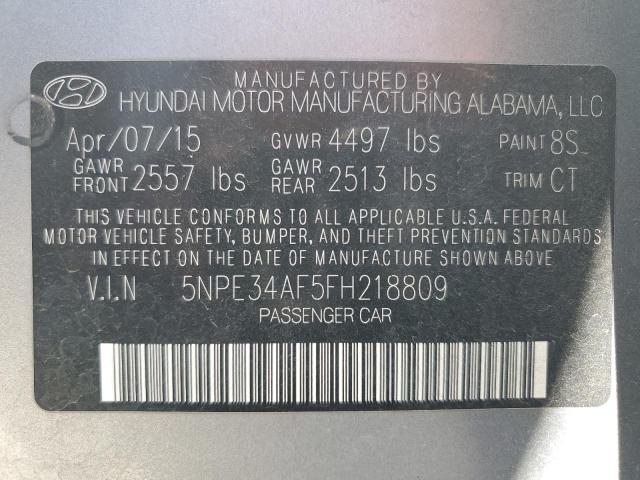 MANUFACTURED BY
HYUNDAI MOTOR MANUFACTURING ALABAMA, LLC
Apr/07/15 GVWR 4497 lbs PAINT 8S
GAWR FRONT 2557 lbs GAWR REAR 2513 lbs TRIM CT
THIS VEHICLE CONFORMS TO ALL APPLICABLE U.S.A. FEDERAL
MOTOR VEHICLE SAFETY, BUMPER, AND THEFT PREVENTION STANDARDS
IN EFFECT ON THE DATE OF MANUFACTURE SHOWN ABOVE
V.I.N 5NPE34AF5FH218809
PASSENGER CAR